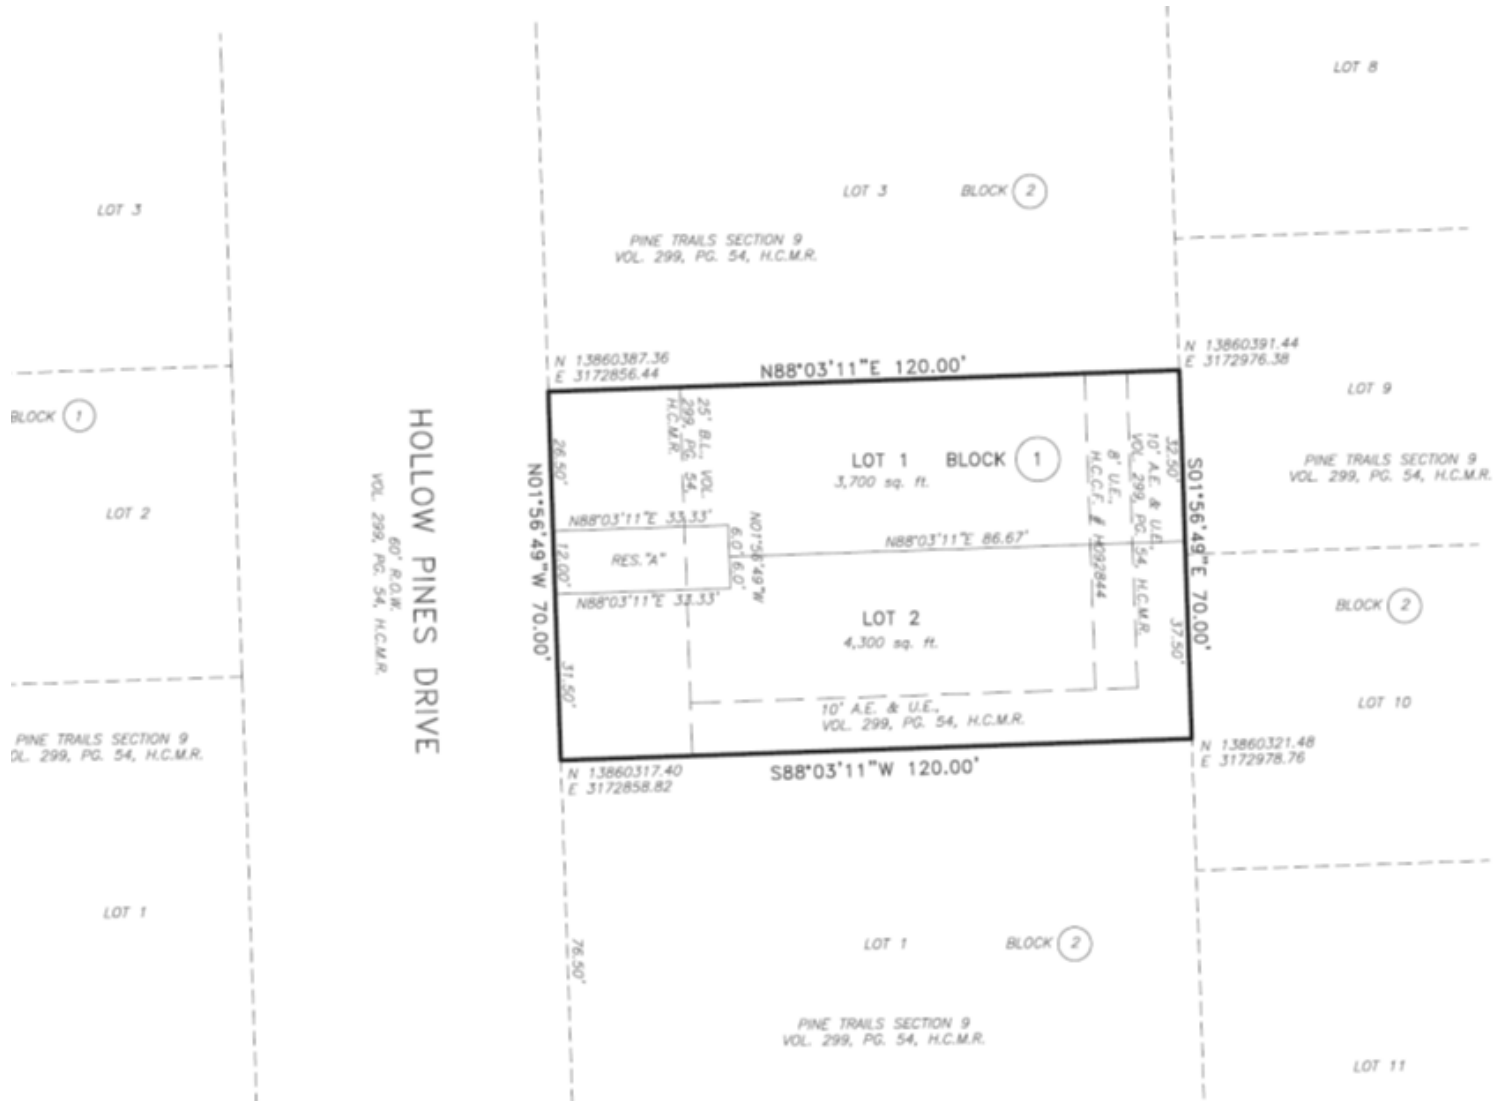 LOT 8
LOT 3
LOT 3 BLOCK 2
PINE TRAILS SECTION 9
VOL. 299, PG. 54, H.C.M.R.
N 13860387.36
E 3172856.44
N88°03'11"E 120.00'
N 13860391.44
E 3172976.38
LOT 9
BLOCK 1
PINE TRAILS SECTION 9
VOL. 299, PG. 54, H.C.M.R.
LOT 2
HOLLOW PINES DRIVE
60' R.O.W.
VOL. 299, PG. 54, H.C.M.R.
N01°56'49"W 70.00'
26.50'
12.00'
31.50'
25' B.L., VOL.
299, PG. 54,
H.C.M.R.
LOT 1 BLOCK 1
3,700 sq. ft.
N88°03'11"E 33.33'
RES. "A"
N88°03'11"E 33.33'
6.0' 6.0'
N01°56'49"W
N88°03'11"E 86.67'
LOT 2
4,300 sq. ft.
8' U.E.,
H.C.C.F. # H092844
10' A.E. & U.E.,
VOL. 299, PG. 54, H.C.M.R.
32.50'
37.50'
S01°56'49"E 70.00'
10' A.E. & U.E.,
VOL. 299, PG. 54, H.C.M.R.
BLOCK 2
LOT 10
PINE TRAILS SECTION 9
OL. 299, PG. 54, H.C.M.R.
N 13860317.40
E 3172858.82
S88°03'11"W 120.00'
N 13860321.48
E 3172978.76
LOT 1
76.50'
LOT 1 BLOCK 2
PINE TRAILS SECTION 9
VOL. 299, PG. 54, H.C.M.R.
LOT 11